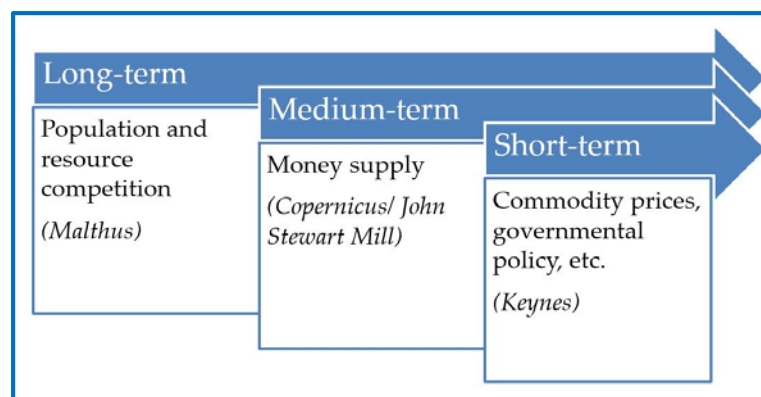 Long-term
Population and
resource
competition
(Malthus)
Medium-term
Money supply
(Copernicus/ John
Stewart Mill)
Short-term
Commodity prices,
governmental
policy, etc.
(Keynes)